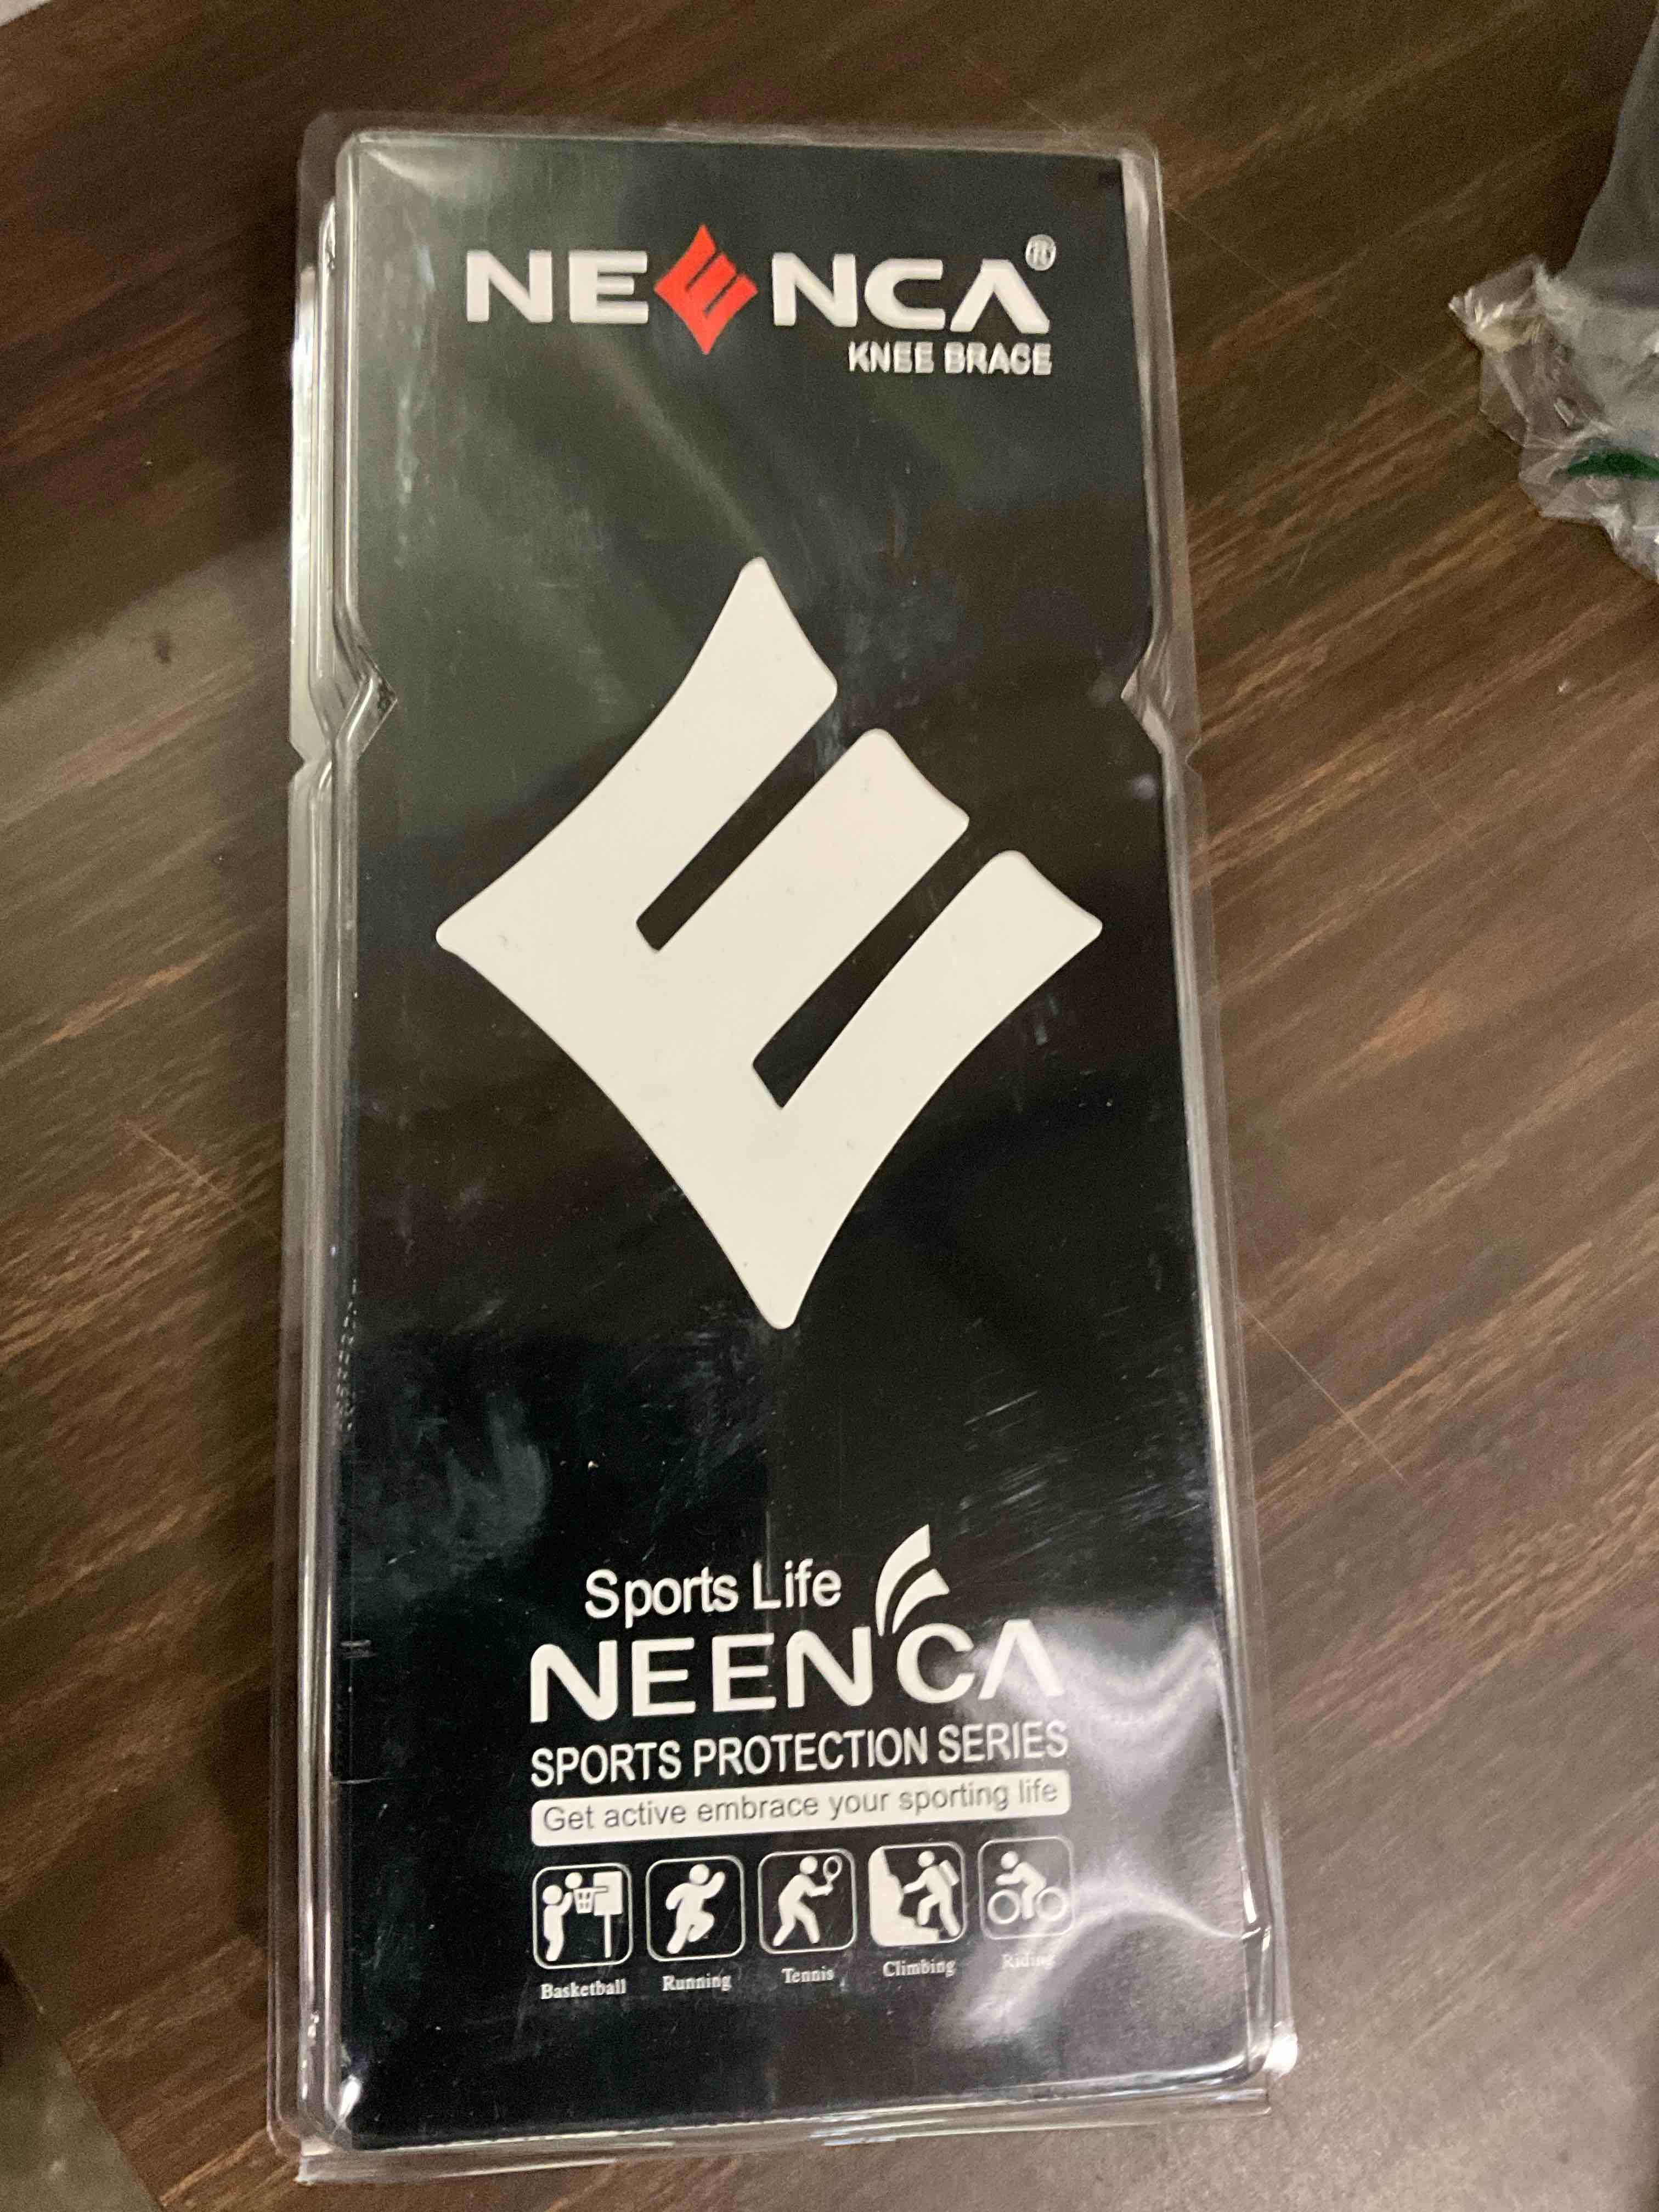 NEENCA®
KNEE BRACE
Sports Life
NEENCA
SPORTS PROTECTION SERIES
Get active embrace your sporting life
Basketball Running Tennis Climbing Riding